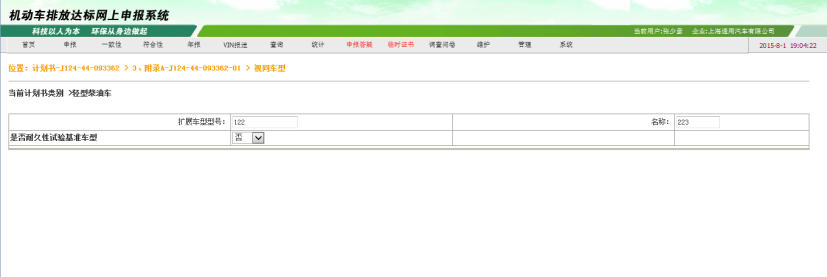 机动车排放达标网上申报系统
科技以人为本 环保从身边做起
当前用户:张少雷 企业:上海通用汽车有限公司
首页 申报 一致性 符合性 年报 VIN报送 查询 统计 申报答疑 临时证书 调查问卷 维护 管理 系统 2015-8-1 19:04:22
位置: 计划书-J124-44-093362 > 3、附录A-J124-44-093362-01 > 视同车型
当前计划书类别 >轻型柴油车
扩展车型型号: 122 名称: 223
是否耐久性试验基准车型 否